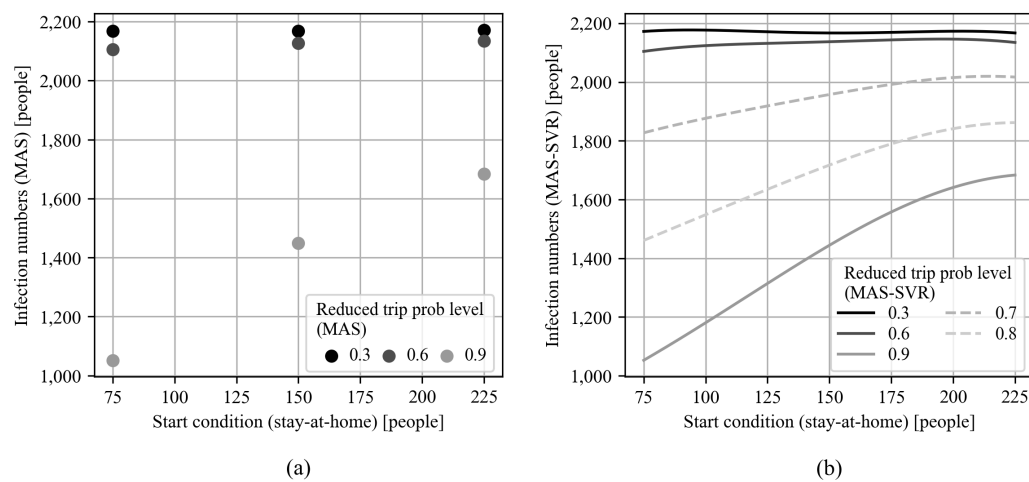 2,200
2,000
1,800
1,600
1,400
1,200
1,000
Infection numbers (MAS) [people]
75 100 125 150 175 200 225
Start condition (stay-at-home) [people]
Reduced trip prob level
(MAS)
0.3 0.6 0.9
(a)
2,200
2,000
1,800
1,600
1,400
1,200
1,000
Infection numbers (MAS-SVR) [people]
75 100 125 150 175 200 225
Start condition (stay-at-home) [people]
Reduced trip prob level
(MAS-SVR)
0.3 0.7
0.6 0.8
0.9
(b)